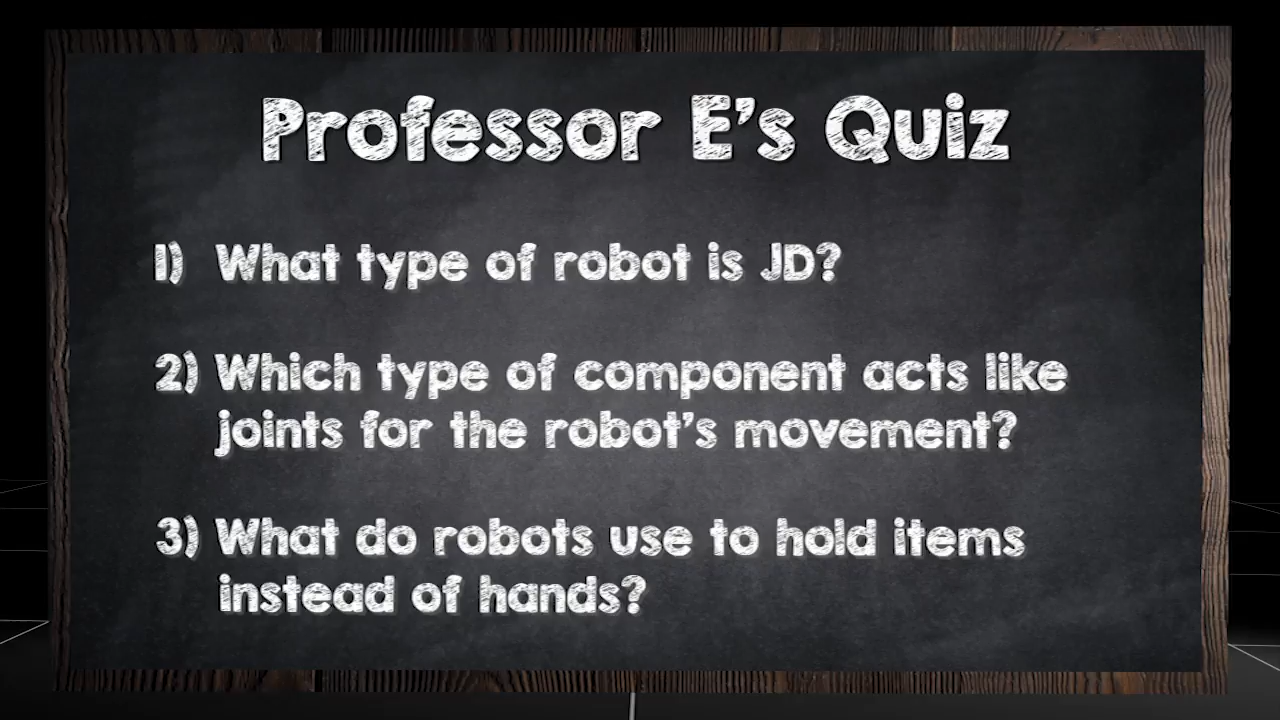 Professor E's Quiz
1) What type of robot is JD?
2) Which type of component acts like
joints for the robot's movement?
3) What do robots use to hold items
instead of hands?